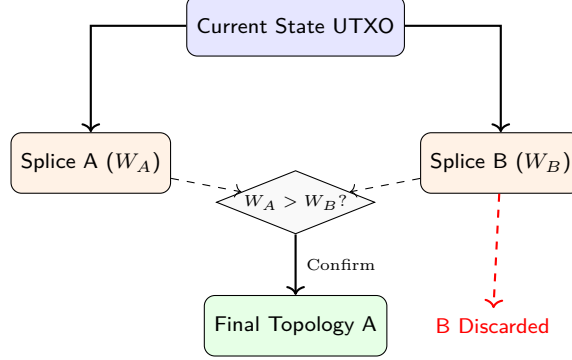 Current State UTXO
Splice A (W_A)
Splice B (W_B)
W_A > W_B?
Confirm
Final Topology A
B Discarded